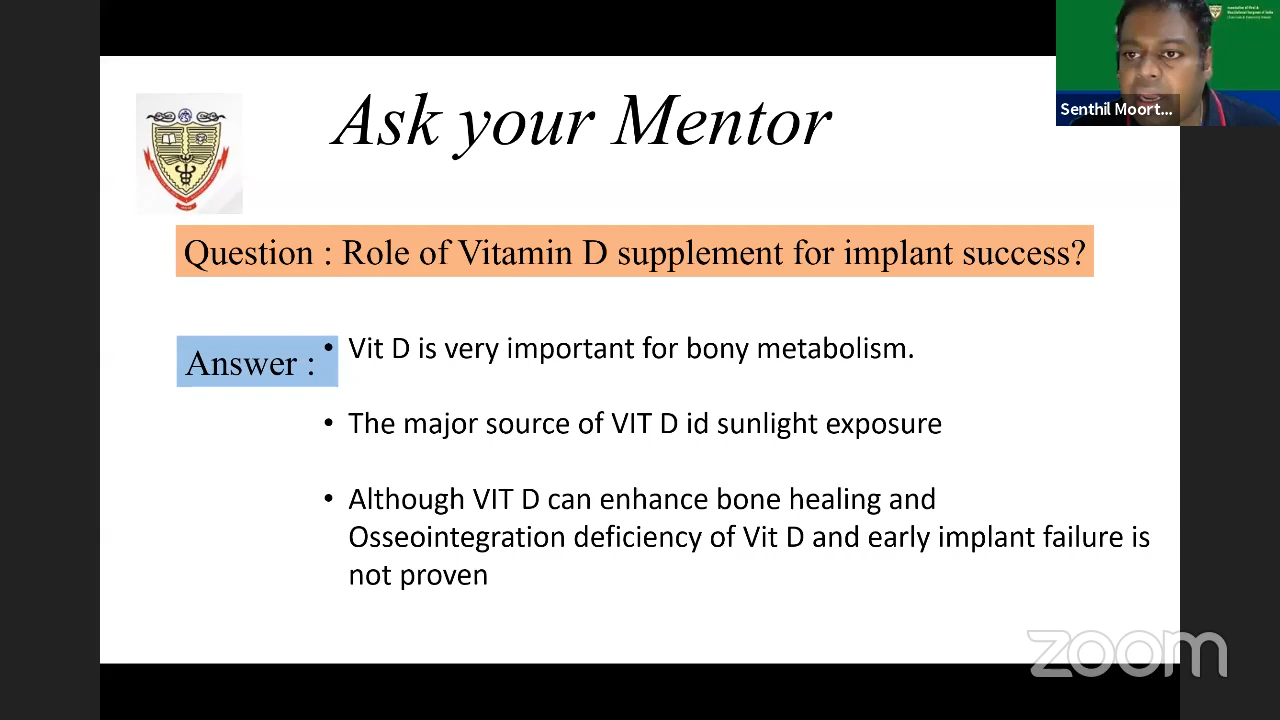 Ask your Mentor
Senthil Moort...
Question : Role of Vitamin D supplement for implant success?
Answer :
• Vit D is very important for bony metabolism.
• The major source of VIT D id sunlight exposure
• Although VIT D can enhance bone healing and
Osseointegration deficiency of Vit D and early implant failure is
not proven
zoom